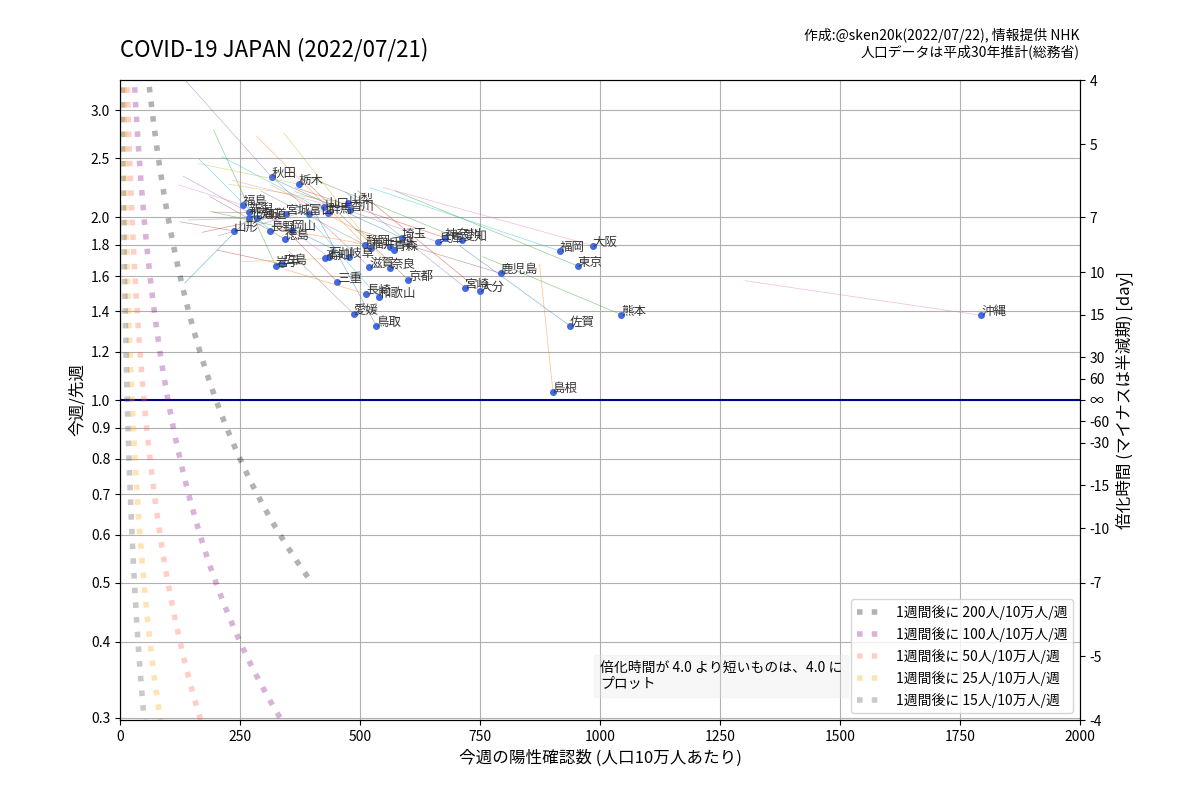 COVID-19 JAPAN (2022/07/21)
作成:@sken20k(2022/07/22), 情報提供 NHK
人口データは平成30年推計(総務省)
今週/先週
3.0
2.5
2.0
1.8
1.6
1.4
1.2
1.0
0.9
0.8
0.7
0.6
0.5
0.4
0.3
秋田
栃木
福島
山梨
山口
香川
宮城
富山
群馬
山形
長野
岡山
徳島
埼玉
愛知
青森
静岡
岐阜
滋賀
奈良
京都
三重
長崎
和歌山
愛媛
鳥取
福岡
大阪
東京
鹿児島
宮崎
大分
佐賀
熊本
沖縄
島根
4
5
7
10
15
30
60
∞
-60
-30
-15
-10
-7
-5
-4
倍化時間 (マイナスは半減期) [day]
倍化時間が 4.0 より短いものは、4.0 に
プロット
1週間後に 200人/10万人/週
1週間後に 100人/10万人/週
1週間後に 50人/10万人/週
1週間後に 25人/10万人/週
1週間後に 15人/10万人/週
0 250 500 750 1000 1250 1500 1750 2000
今週の陽性確認数 (人口10万人あたり)